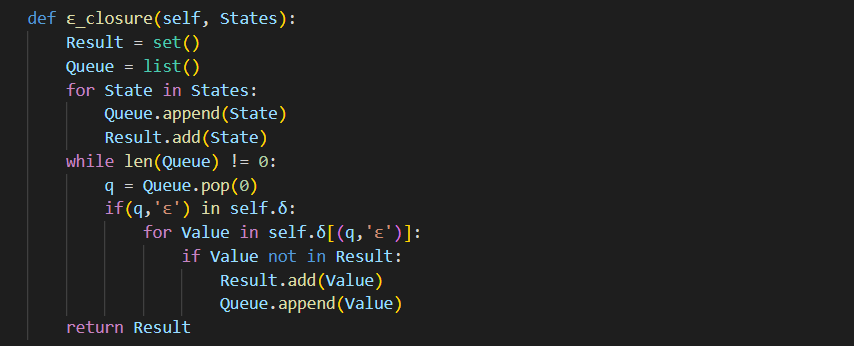 def ε_closure(self, States):
    Result = set()
    Queue = list()
    for State in States:
        Queue.append(State)
        Result.add(State)
    while len(Queue) != 0:
        q = Queue.pop(0)
        if(q,'ε') in self.δ:
            for Value in self.δ[(q,'ε')]:
                if Value not in Result:
                    Result.add(Value)
                    Queue.append(Value)
    return Result